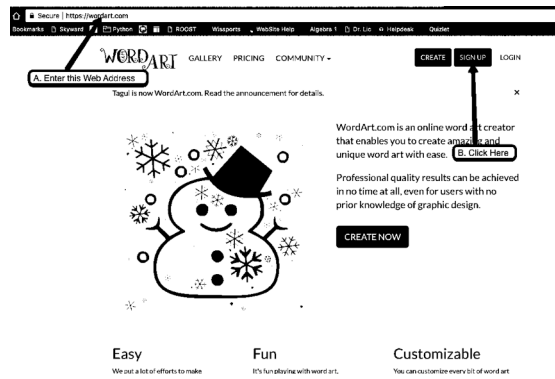 Secure | https://wordart.com
Bookmarks Skyward Python ROOST Wissports WebSite Help Algebra 1 Dr. Lic Helpdesk Quizlet
WORDART GALLERY PRICING COMMUNITY CREATE SIGN UP LOGIN
A. Enter this Web Address
Tagul is now WordArt.com. Read the announcement for details. ×
WordArt.com is an online word art creator
that enables you to create amazing and
unique word art with ease.
B. Click Here
Professional quality results can be achieved
in no time at all, even for users with no
prior knowledge of graphic design.
CREATE NOW
Easy Fun Customizable
We put a lot of efforts to make It's fun playing with word art, You can customize every bit of word art